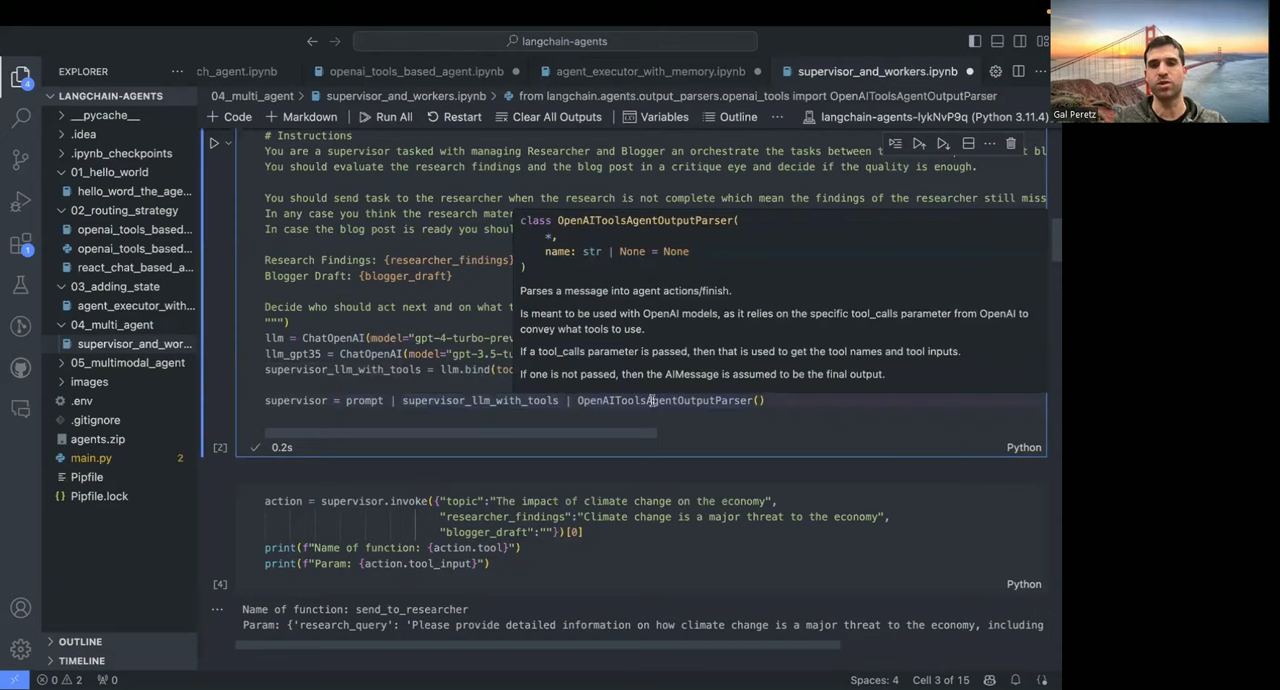 langchain-agents
EXPLORER
ch_agent.ipynb
openai_tools_based_agent.ipynb
agent_executor_with_memory.ipynb
supervisor_and_workers.ipynb
Gal Peretz
LANGCHAIN-AGENTS
04_multi_agent > supervisor_and_workers.ipynb > from langchain.agents.output_parsers.openai_tools import OpenAIToolsAgentOutputParser
+ Code + Markdown Run All Restart Clear All Outputs Variables Outline ... langchain-agents-lykNvP9q (Python 3.11.4)
__pycache__
.idea
.ipynb_checkpoints
01_hello_world
hello_word_the_age...
02_routing_strategy
openai_tools_based...
openai_tools_based...
react_chat_based_a...
03_adding_state
agent_executor_with...
04_multi_agent
supervisor_and_wor...
05_multimodal_agent
images
.env
.gitignore
agents.zip
main.py 2
Pipfile
Pipfile.lock
OUTLINE
TIMELINE
# Instructions
You are a supervisor tasked with managing Researcher and Blogger an orchestrate the tasks between
You should evaluate the research findings and the blog post in a critique eye and decide if the quality is enough.
You should send task to the researcher when the research is not complete which mean the findings of the researcher still miss
In any case you think the research mater
In case the blog post is ready you shoul
Research Findings: {researcher_findings}
Blogger Draft: {blogger_draft}
Decide who should act next and on what t
""")
llm = ChatOpenAI(model="gpt-4-turbo-prev
llm_gpt35 = ChatOpenAI(model="gpt-3.5-tu
supervisor_llm_with_tools = llm.bind(too
class OpenAIToolsAgentOutputParser(
*,
name: str | None = None
)
Parses a message into agent actions/finish.
Is meant to be used with OpenAI models, as it relies on the specific tool_calls parameter from OpenAI to
convey what tools to use.
If a tool_calls parameter is passed, then that is used to get the tool names and tool inputs.
If one is not passed, then the AIMessage is assumed to be the final output.
supervisor = prompt | supervisor_llm_with_tools | OpenAIToolsAgentOutputParser()
[2] 0.2s Python
action = supervisor.invoke({"topic":"The impact of climate change on the economy",
"researcher_findings":"Climate change is a major threat to the economy",
"blogger_draft":""})[0]
print(f"Name of function: {action.tool}")
print(f"Param: {action.tool_input}")
[4] Python
... Name of function: send_to_researcher
Param: {'research_query': 'Please provide detailed information on how climate change is a major threat to the economy, including
0 2 0 Spaces: 4 Cell 3 of 15